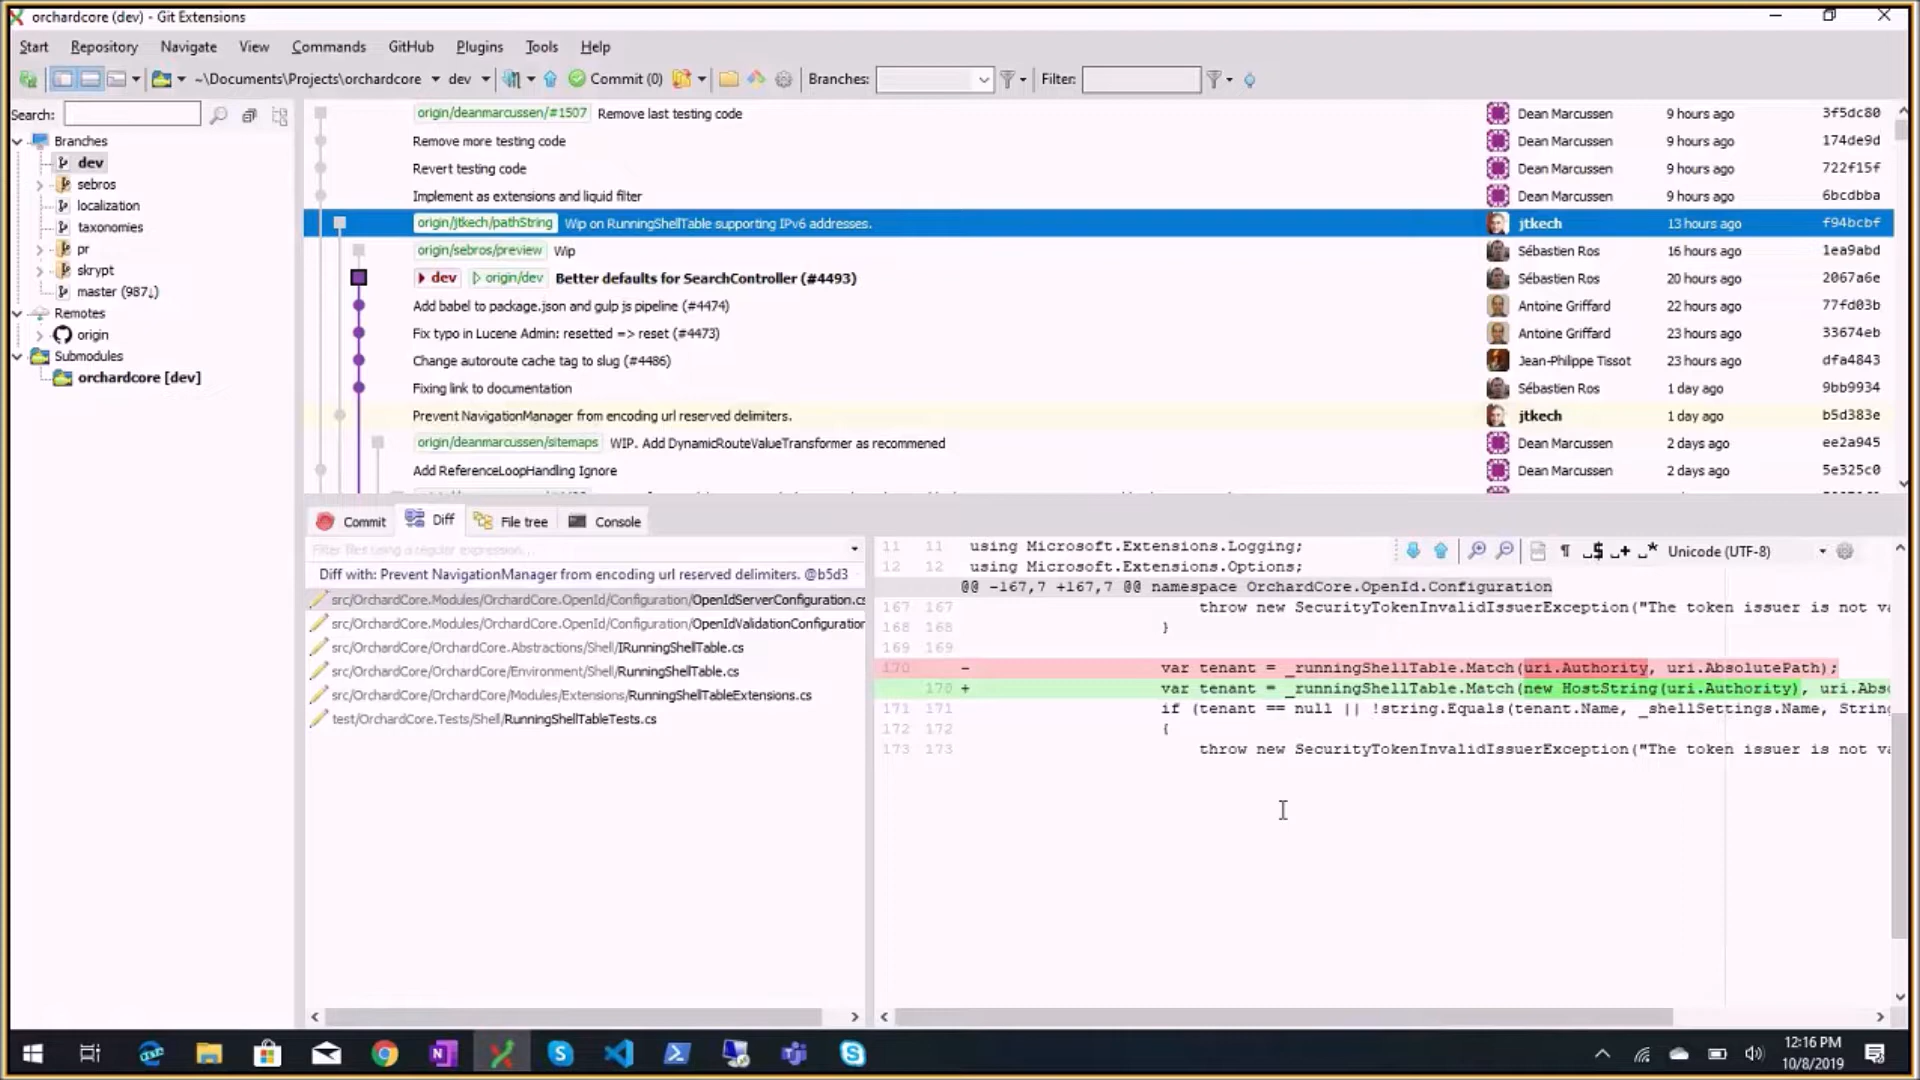 orchardcore (dev) - Git Extensions
Start Repository Navigate View Commands GitHub Plugins Tools Help
~\Documents\Projects\orchardcore dev Commit (0) Branches: Filter:
Search:
Branches
dev
sebros
localization
taxonomies
pr
skrypt
master (987↓)
Remotes
origin
Submodules
orchardcore [dev]
origin/deanmarcussen/#1507 Remove last testing code Dean Marcussen 9 hours ago 3f5dc80
Remove more testing code Dean Marcussen 9 hours ago 174de9d
Revert testing code Dean Marcussen 9 hours ago 722f15f
Implement as extensions and liquid filter Dean Marcussen 9 hours ago 6bcdbba
origin/jtkech/pathString Wip on RunningShellTable supporting IPv6 addresses. jtkech 13 hours ago f94bcbf
origin/sebros/preview Wip Sébastien Ros 16 hours ago 1ea9abd
dev origin/dev Better defaults for SearchController (#4493) Sébastien Ros 20 hours ago 2067a6e
Add babel to package.json and gulp js pipeline (#4474) Antoine Griffard 22 hours ago 77fd03b
Fix typo in Lucene Admin: resetted => reset (#4473) Antoine Griffard 23 hours ago 33674eb
Change autoroute cache tag to slug (#4486) Jean-Philippe Tissot 23 hours ago dfa4843
Fixing link to documentation Sébastien Ros 1 day ago 9bb9934
Prevent NavigationManager from encoding url reserved delimiters. jtkech 1 day ago b5d383e
origin/deanmarcussen/sitemaps WIP. Add DynamicRouteValueTransformer as recommened Dean Marcussen 2 days ago ee2a945
Add ReferenceLoopHandling Ignore Dean Marcussen 2 days ago 5e325c0
Commit Diff File tree Console
Filter files using a regular expression...
Diff with: Prevent NavigationManager from encoding url reserved delimiters. @b5d3
src/OrchardCore.Modules/OrchardCore.OpenId/Configuration/OpenIdServerConfiguration.cs
src/OrchardCore.Modules/OrchardCore.OpenId/Configuration/OpenIdValidationConfiguration
src/OrchardCore/OrchardCore.Abstractions/Shell/IRunningShellTable.cs
src/OrchardCore/OrchardCore/Environment/Shell/RunningShellTable.cs
src/OrchardCore/OrchardCore/Modules/Extensions/RunningShellTableExtensions.cs
test/OrchardCore.Tests/Shell/RunningShellTableTests.cs
Unicode (UTF-8)
11 11 using Microsoft.Extensions.Logging;
12 12 using Microsoft.Extensions.Options;
@@ -167,7 +167,7 @@ namespace OrchardCore.OpenId.Configuration
167 167 throw new SecurityTokenInvalidIssuerException("The token issuer is not va
168 168 }
169 169
170 - var tenant = _runningShellTable.Match(uri.Authority, uri.AbsolutePath);
170 + var tenant = _runningShellTable.Match(new HostString(uri.Authority), uri.Abs
171 171 if (tenant == null || !string.Equals(tenant.Name, _shellSettings.Name, String
172 172 {
173 173 throw new SecurityTokenInvalidIssuerException("The token issuer is not va
12:16 PM
10/8/2019